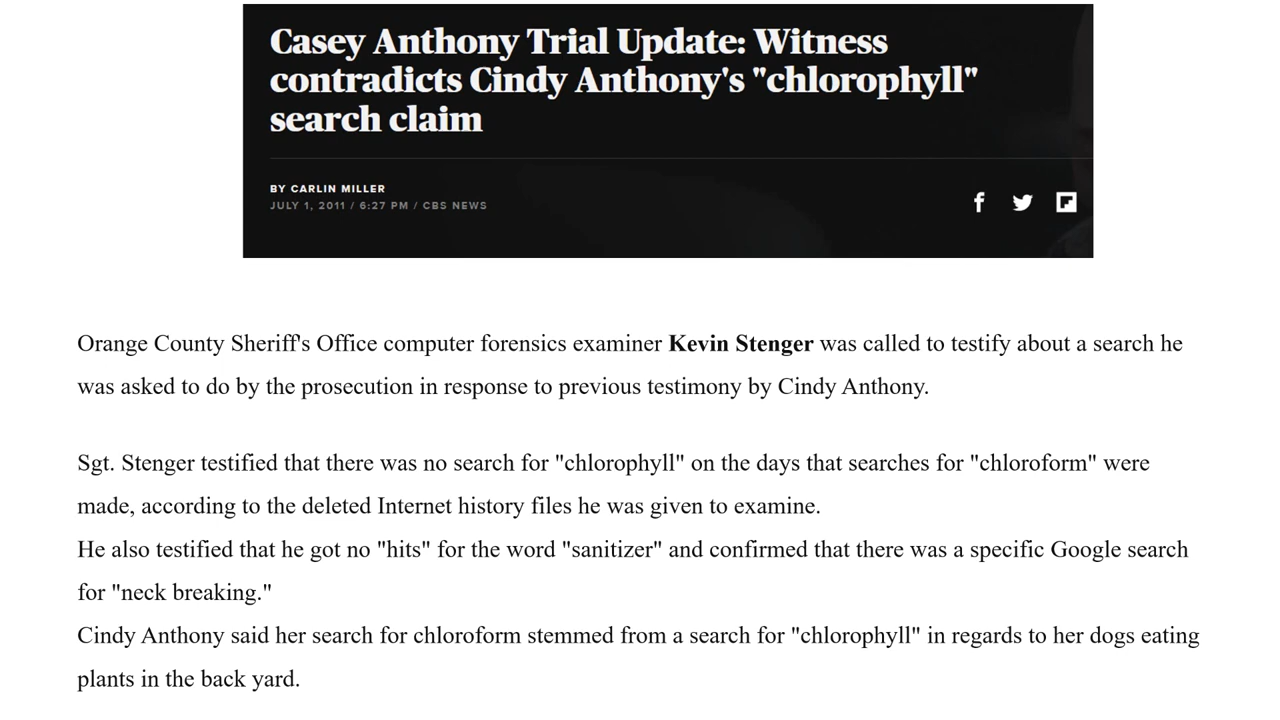 Casey Anthony Trial Update: Witness
contradicts Cindy Anthony's "chlorophyll"
search claim
BY CARLIN MILLER
JULY 1, 2011 / 6:27 PM / CBS NEWS
Orange County Sheriff's Office computer forensics examiner Kevin Stenger was called to testify about a search he
was asked to do by the prosecution in response to previous testimony by Cindy Anthony.
Sgt. Stenger testified that there was no search for "chlorophyll" on the days that searches for "chloroform" were
made, according to the deleted Internet history files he was given to examine.
He also testified that he got no "hits" for the word "sanitizer" and confirmed that there was a specific Google search
for "neck breaking."
Cindy Anthony said her search for chloroform stemmed from a search for "chlorophyll" in regards to her dogs eating
plants in the back yard.